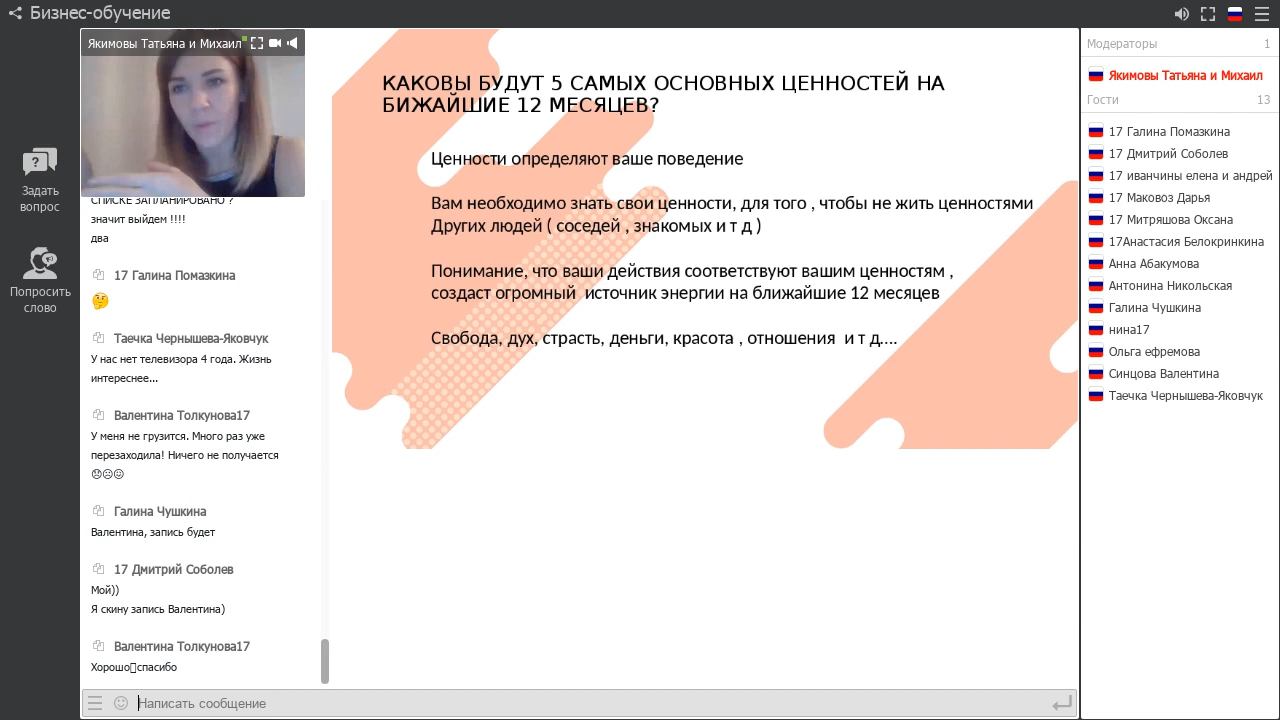 Бизнес-обучение
Якимовы Татьяна и Михаил
Задать
вопрос
Попросить
слово
СПИСКЕ ЗАПЛАНИРОВАНО ?
значит выйдем !!!!
два
17 Галина Помазкина
Таечка Чернышева-Яковчук
У нас нет телевизора 4 года. Жизнь
интереснее...
Валентина Толкунова17
У меня не грузится. Много раз уже
перезаходила! Ничего не получается
Галина Чушкина
Валентина, запись будет
17 Дмитрий Соболев
Мой))
Я скину запись Валентина)
Валентина Толкунова17
Хорошо▯спасибо
Написать сообщение
КАКОВЫ БУДУТ 5 САМЫХ ОСНОВНЫХ ЦЕННОСТЕЙ НА
БИЖАЙШИЕ 12 МЕСЯЦЕВ?
Ценности определяют ваше поведение
Вам необходимо знать свои ценности, для того , чтобы не жить ценностями
Других людей ( соседей , знакомых и т д )
Понимание, что ваши действия соответствуют вашим ценностям ,
создаст огромный  источник энергии на ближайшие 12 месяцев
Свобода, дух, страсть, деньги, красота , отношения  и т д….
Модераторы 1
Якимовы Татьяна и Михаил
Гости 13
17 Галина Помазкина
17 Дмитрий Соболев
17 иванчины елена и андрей
17 Маковоз Дарья
17 Митряшова Оксана
17Анастасия Белокринкина
Анна Абакумова
Антонина Никольская
Галина Чушкина
нина17
Ольга ефремова
Синцова Валентина
Таечка Чернышева-Яковчук